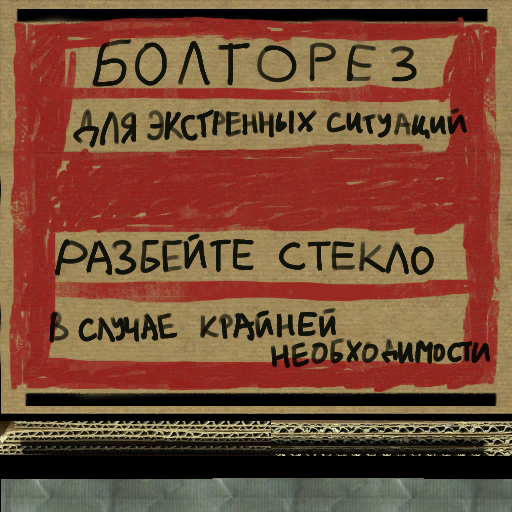 БОЛТОРЕЗ
ДЛЯ ЭКСТРЕННЫХ СИТУАЦИЙ
РАЗБЕЙТЕ СТЕКЛО
В СЛУЧАЕ КРАЙНЕЙ
НЕОБХОДИМОСТИ